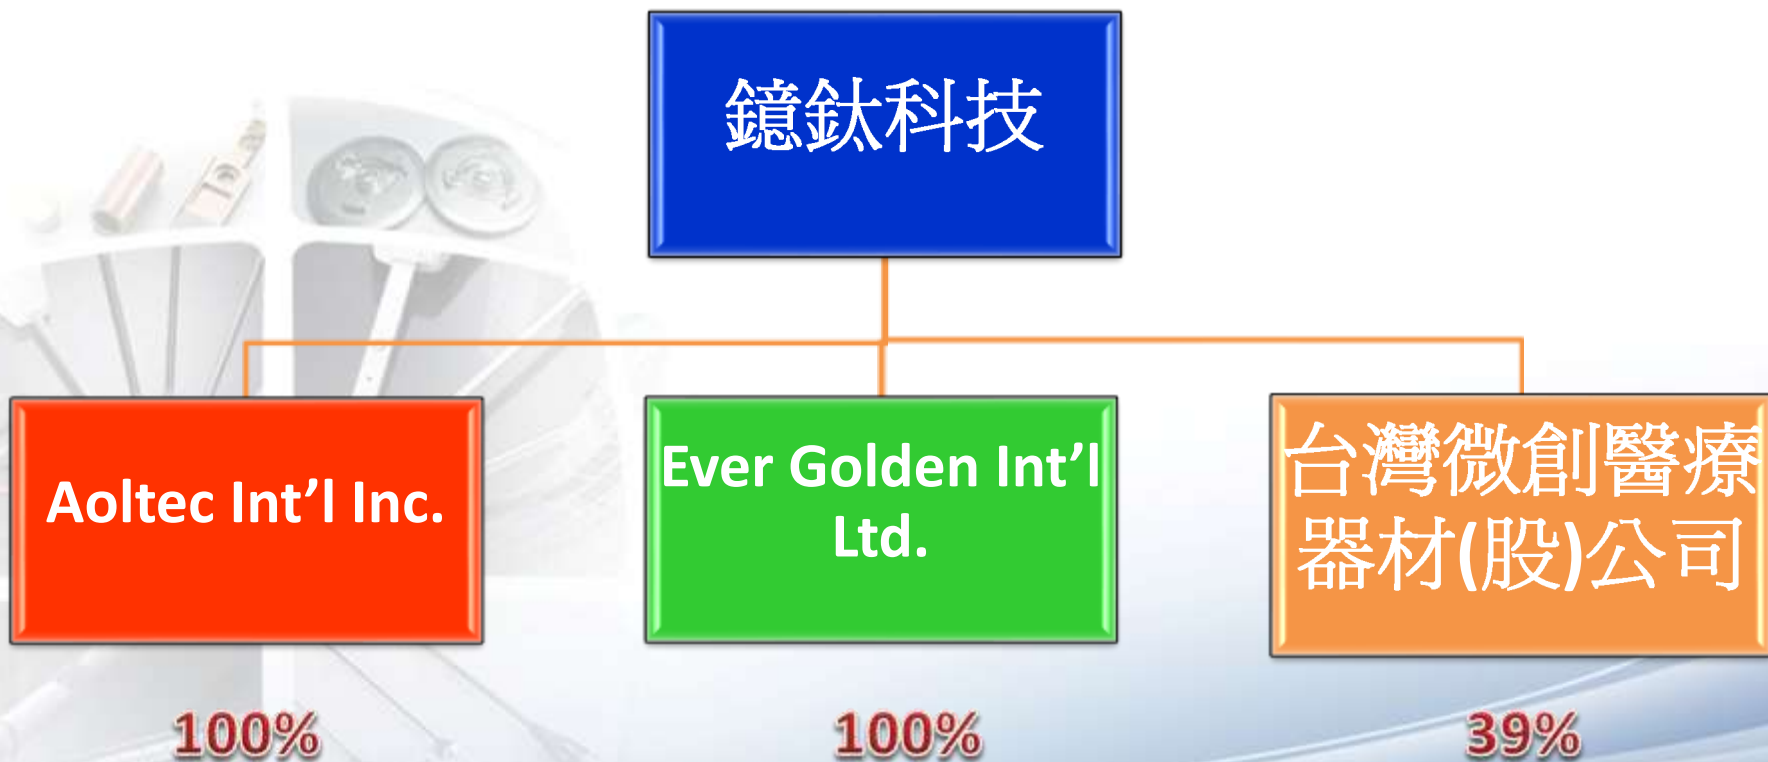 鐿鈦科技
Aoltec Int’l Inc.
Ever Golden Int’l
Ltd.
台灣微創醫療
器材(股)公司
100%
100%
39%